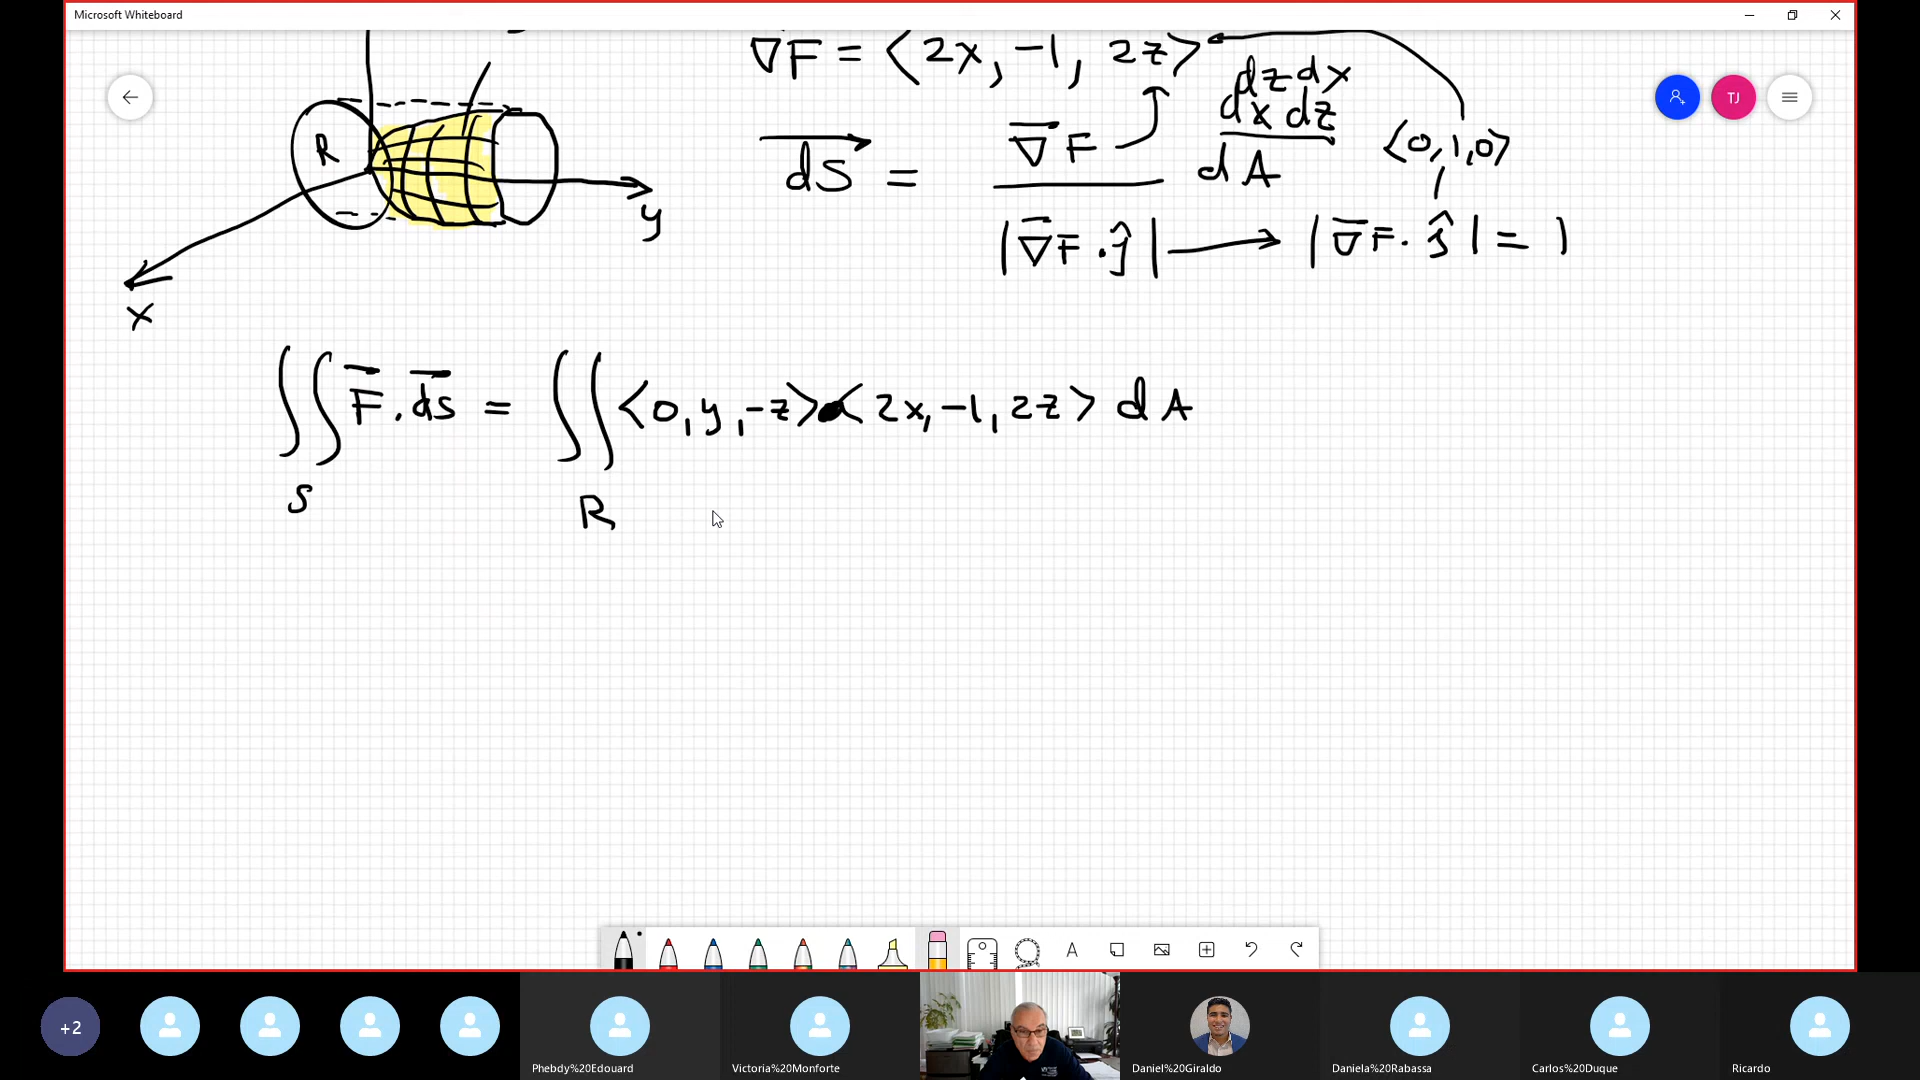 Microsoft Whiteboard
∇F = <2x, -1, 2z>
dz dx
dx dz
dS = ∇F / |∇F · ĵ| dA
<0, 1, 0>
|∇F · ĵ| = 1
R
y
x
TJ
∬ F · ds = ∬ <0, y, -z> · <2x, -1, 2z> dA
S
R
A
+2
Phebdy%20Edouard
Victoria%20Monforte
Daniel%20Giraldo
Daniela%20Rabassa
Carlos%20Duque
Ricardo